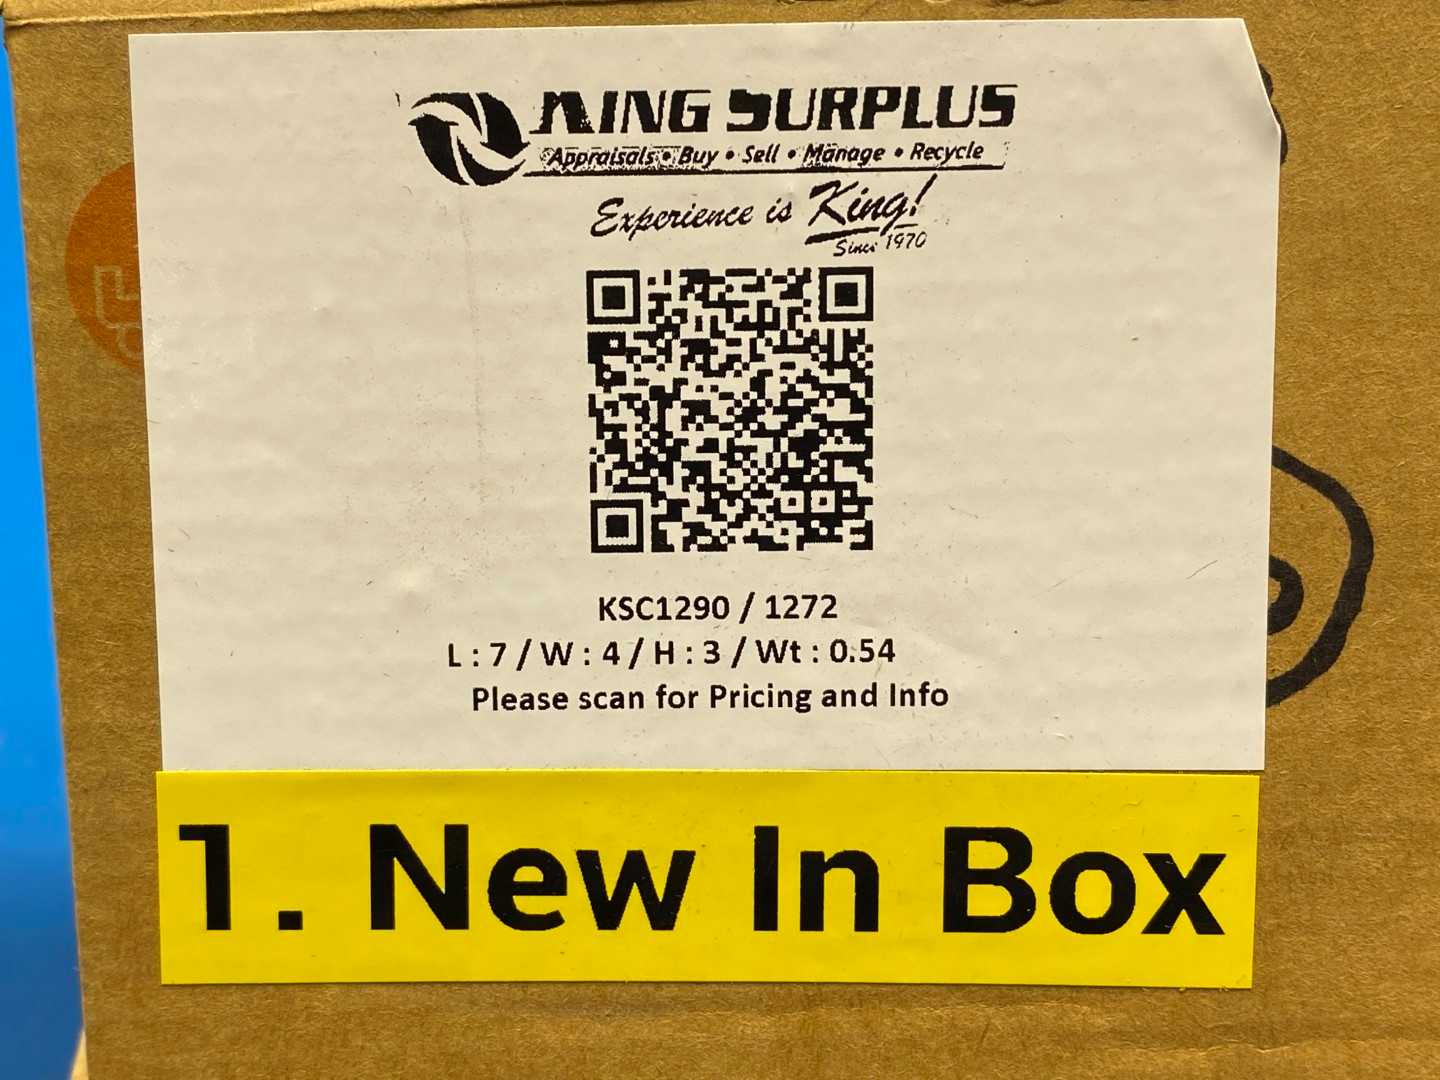 KING SURPLUS
Appraisals • Buy • Sell • Manage • Recycle
Experience is King!
Since 1970
KSC1290 / 1272
L : 7 / W : 4 / H : 3 / Wt : 0.54
Please scan for Pricing and Info
1. New In Box